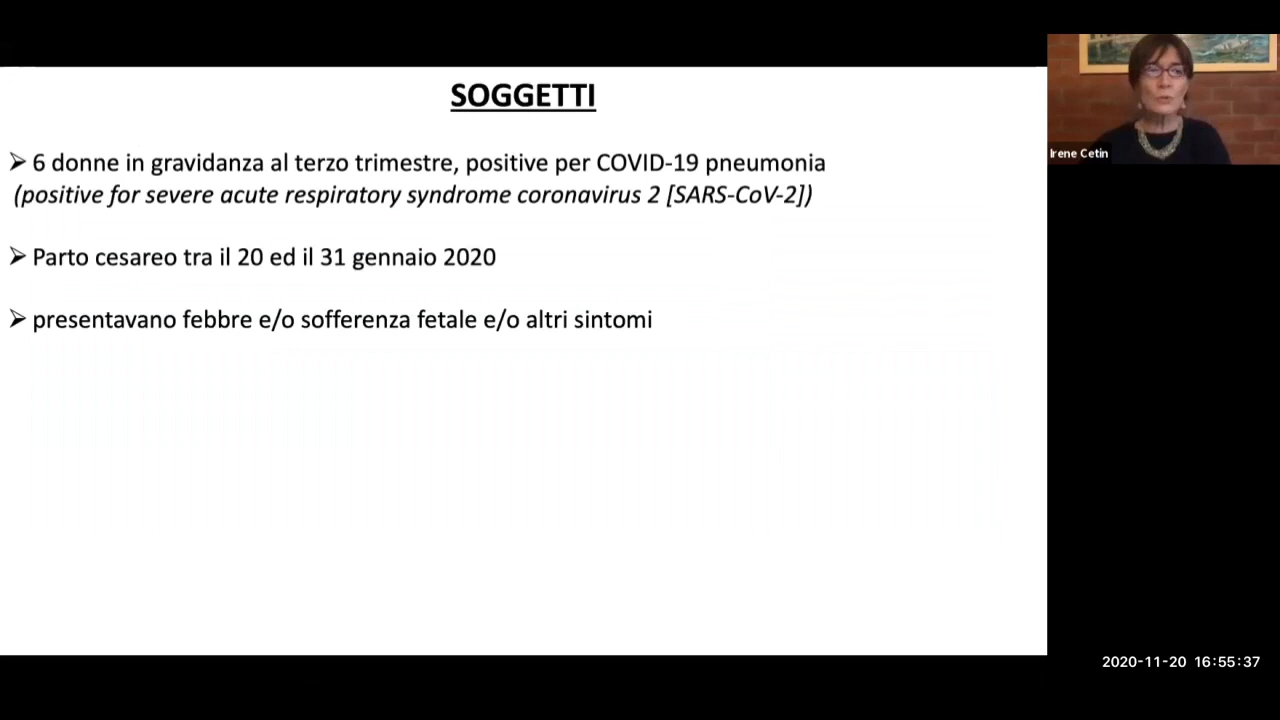 SOGGETTI
➢ 6 donne in gravidanza al terzo trimestre, positive per COVID-19 pneumonia
(positive for severe acute respiratory syndrome coronavirus 2 [SARS-CoV-2])
➢ Parto cesareo tra il 20 ed il 31 gennaio 2020
➢ presentavano febbre e/o sofferenza fetale e/o altri sintomi
Irene Cetin
2020-11-20 16:55:37